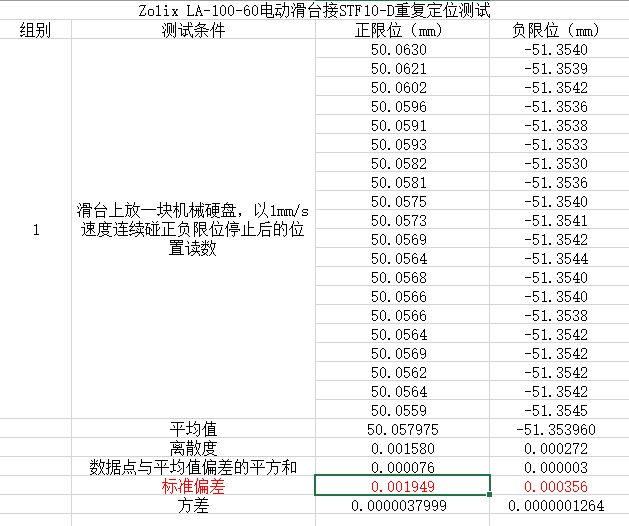 Zolix LA-100-60电动滑台接STF10-D重复定位测试
组别 测试条件 正限位（mm） 负限位（mm）
50.0630 -51.3540
50.0621 -51.3539
50.0602 -51.3542
50.0596 -51.3536
50.0591 -51.3538
50.0593 -51.3533
50.0582 -51.3530
50.0581 -51.3536
50.0575 -51.3540
滑台上放一块机械硬盘，以1mm/s
50.0573 -51.3541
1 速度连续碰正负限位停止后的位
50.0569 -51.3542
置读数
50.0564 -51.3544
50.0568 -51.3540
50.0566 -51.3540
50.0566 -51.3538
50.0564 -51.3542
50.0569 -51.3542
50.0562 -51.3542
50.0564 -51.3542
50.0559 -51.3545
平均值 50.057975 -51.353960
离散度 0.001580 0.000272
数据点与平均值偏差的平方和 0.000076 0.000003
标准偏差 0.001949 0.000356
方差 0.0000037999 0.0000001264